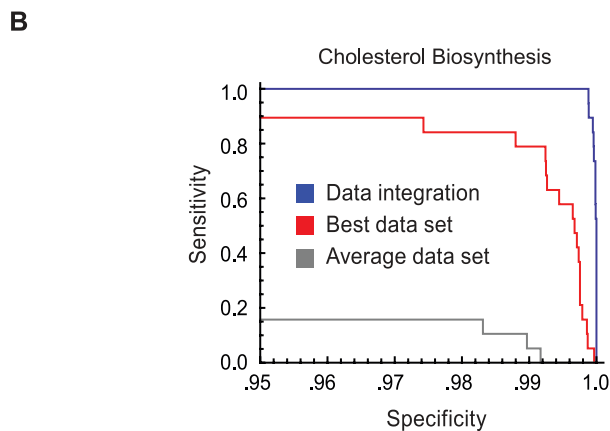 B
Cholesterol Biosynthesis
1.0
0.8
0.6
0.4
0.2
0.0
Sensitivity
Data integration
Best data set
Average data set
.95 .96 .97 .98 .99 1.0
Specificity